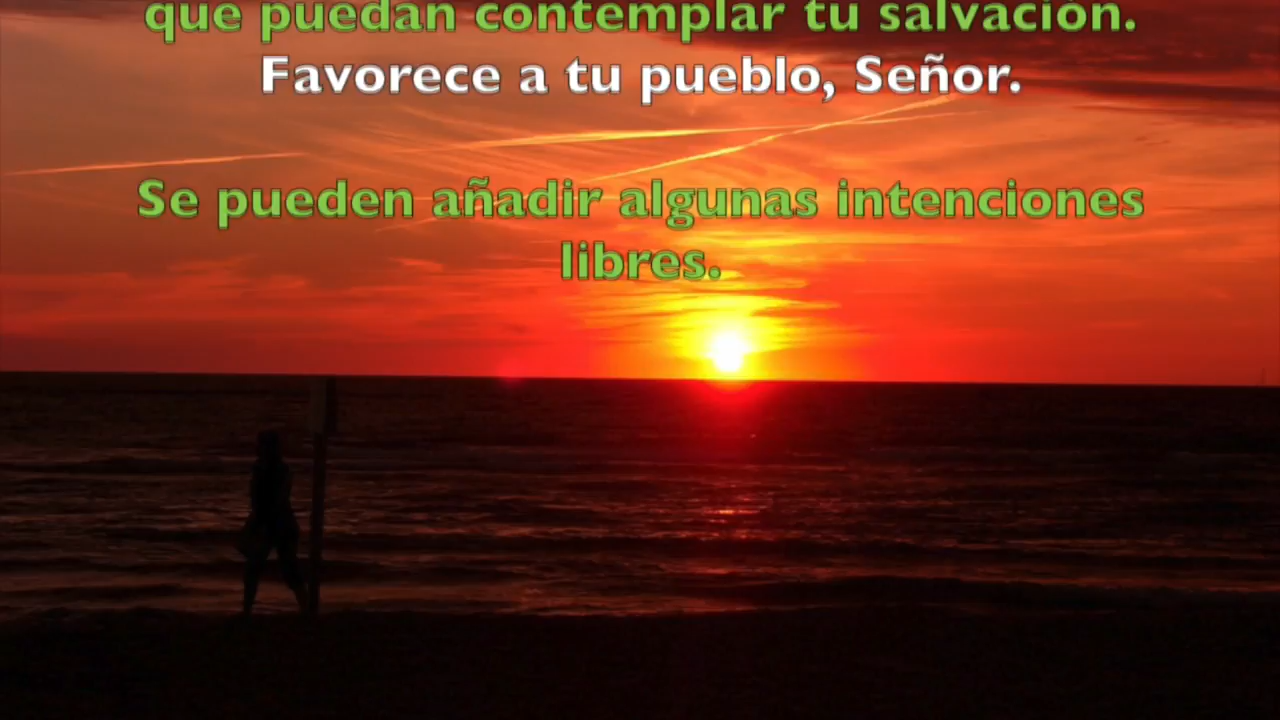 que puedan contemplar tu salvación.
Favorece a tu pueblo, Señor.
Se pueden añadir algunas intenciones
libres.